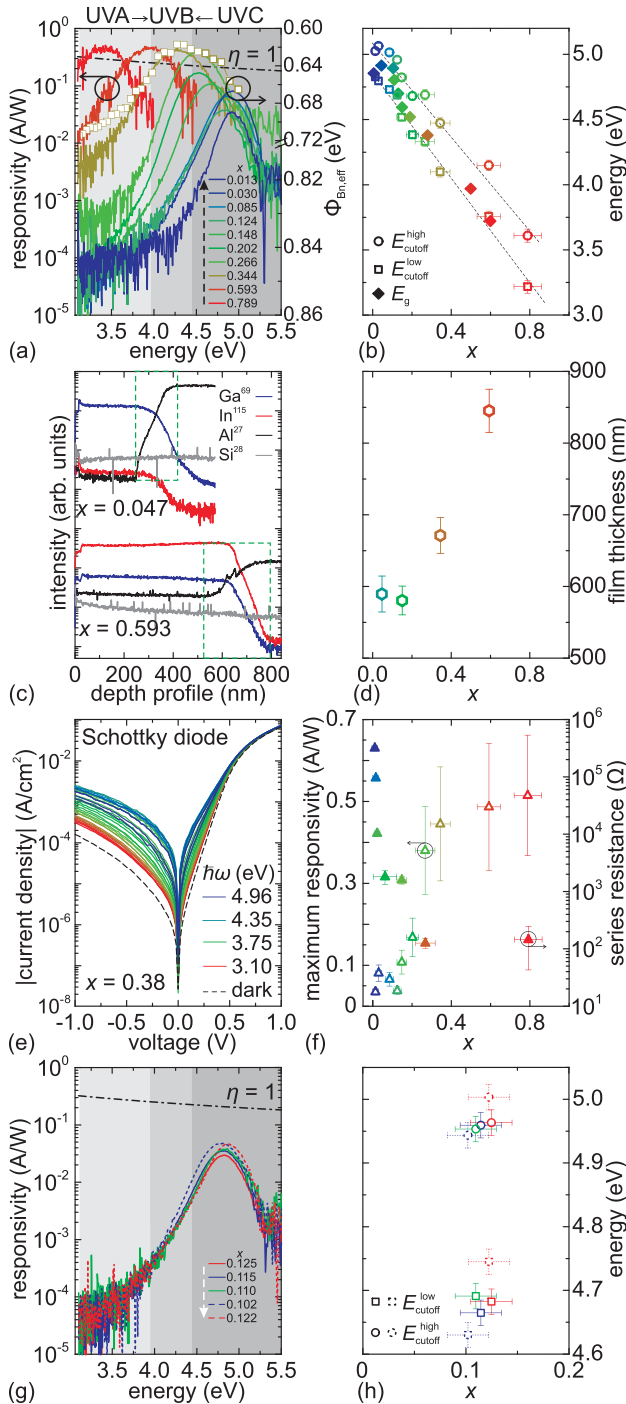 UVA → UVB ← UVC
10¹
10⁰
10⁻¹
10⁻²
10⁻³
10⁻⁴
10⁻⁵
responsivity (A/W)
η = 1
x
0.013
0.030
0.085
0.124
0.148
0.202
0.266
0.344
0.593
0.789
0.60
0.64
0.68
0.72
0.82
0.84
0.86
Φ_Bn,eff
3.5 4.0 4.5 5.0 5.5
(a) energy (eV)
E^high_cutoff
E^low_cutoff
E_g
5.0
4.5
4.0
3.5
3.0
energy (eV)
0.0 0.4 0.8
(b) x
intensity (arb. units)
Ga⁶⁹
In¹¹⁵
Al²⁷
Si²⁸
x = 0.047
x = 0.593
0 200 400 600 800
(c) depth profile (nm)
900
800
700
600
500
film thickness (nm)
0.0 0.4 0.8
(d) x
Schottky diode
10⁻²
10⁻⁴
10⁻⁶
10⁻⁸
|current density| (A/cm²)
ħω (eV)
4.96
4.35
3.75
3.10
dark
x = 0.38
-1.0 -0.5 0.0 0.5 1.0
(e) voltage (V)
0.7
0.5
0.3
0.1
0
maximum responsivity (A/W)
10⁶
10⁵
10⁴
10³
10²
10¹
series resistance (Ω)
0.0 0.4 0.8
(f) x
10⁰
10⁻¹
10⁻²
10⁻³
10⁻⁴
10⁻⁵
responsivity (A/W)
η = 1
x
0.125
0.115
0.110
0.102
0.122
3.5 4.0 4.5 5.0 5.5
(g) energy (eV)
E^low_cutoff
E^high_cutoff
5.0
4.9
4.8
4.7
4.6
energy (eV)
0.0 0.1 0.2
(h) x